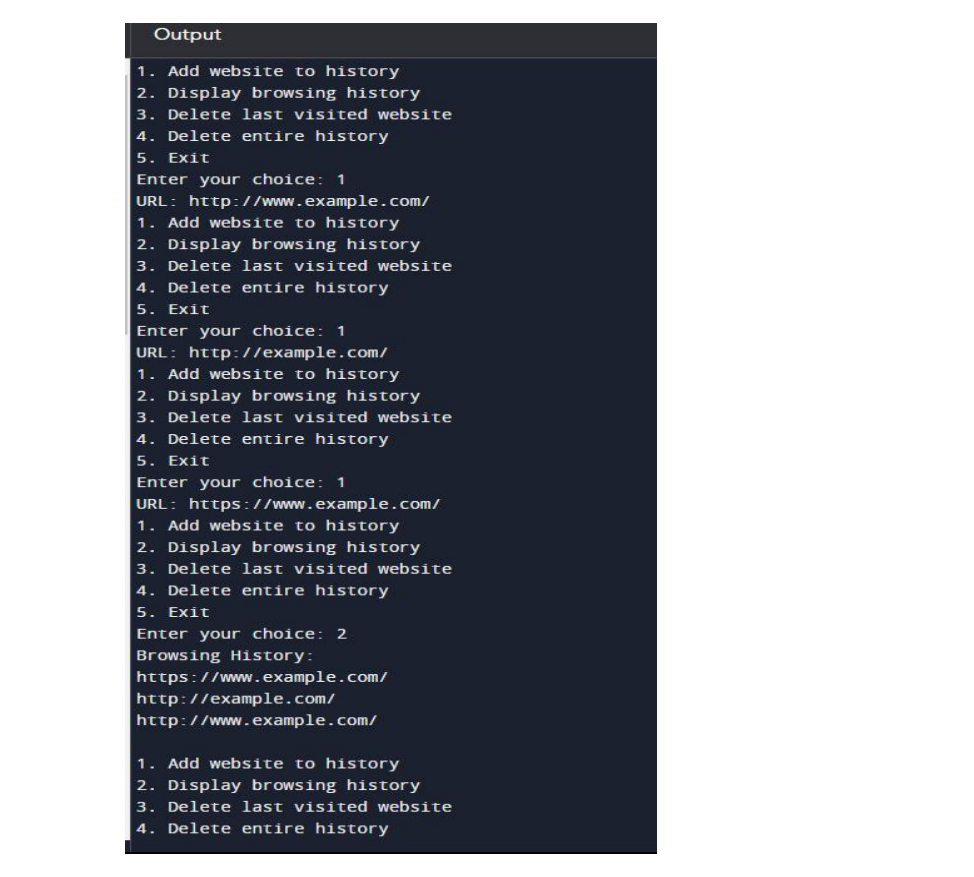 Output
1. Add website to history
2. Display browsing history
3. Delete last visited website
4. Delete entire history
5. Exit
Enter your choice: 1
URL: http://www.example.com/
1. Add website to history
2. Display browsing history
3. Delete last visited website
4. Delete entire history
5. Exit
Enter your choice: 1
URL: http://example.com/
1. Add website to history
2. Display browsing history
3. Delete last visited website
4. Delete entire history
5. Exit
Enter your choice: 1
URL: https://www.example.com/
1. Add website to history
2. Display browsing history
3. Delete last visited website
4. Delete entire history
5. Exit
Enter your choice: 2
Browsing History:
https://www.example.com/
http://example.com/
http://www.example.com/
1. Add website to history
2. Display browsing history
3. Delete last visited website
4. Delete entire history